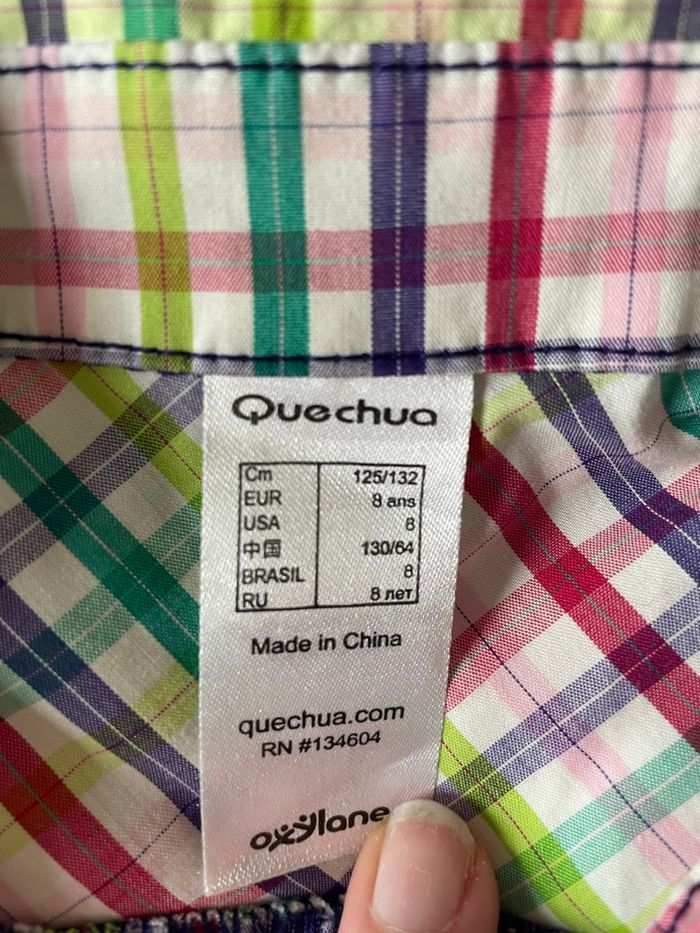 Quechua
Cm 125/132
EUR 8 ans
USA 8
中国 130/64
BRASIL 8
RU 8 лет
Made in China
quechua.com
RN #134604
oxylane